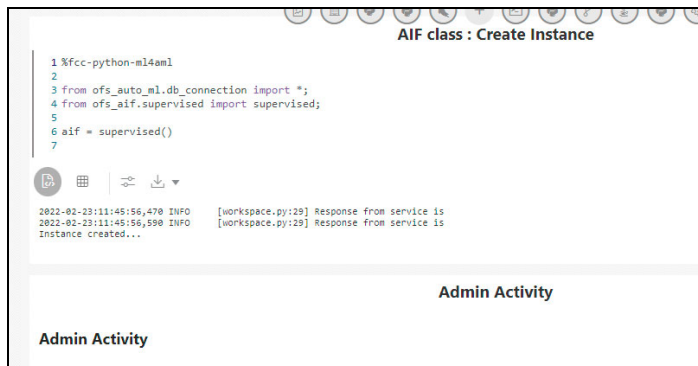 AIF class : Create Instance
1 %fcc-python-ml4aml
2
3 from ofs_auto_ml.db_connection import *;
4 from ofs_aif.supervised import supervised;
5
6 aif = supervised()
7
2022-02-23:11:45:56,470 INFO [workspace.py:29] Response from service is
2022-02-23:11:45:56,590 INFO [workspace.py:29] Response from service is
Instance created...
Admin Activity
Admin Activity